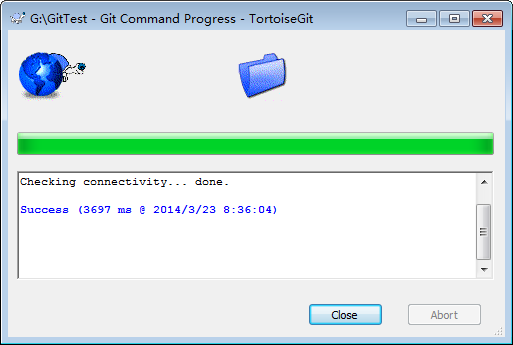 G:\GitTest - Git Command Progress - TortoiseGit
Checking connectivity... done.
Success (3697 ms @ 2014/3/23 8:36:04)
Close
Abort